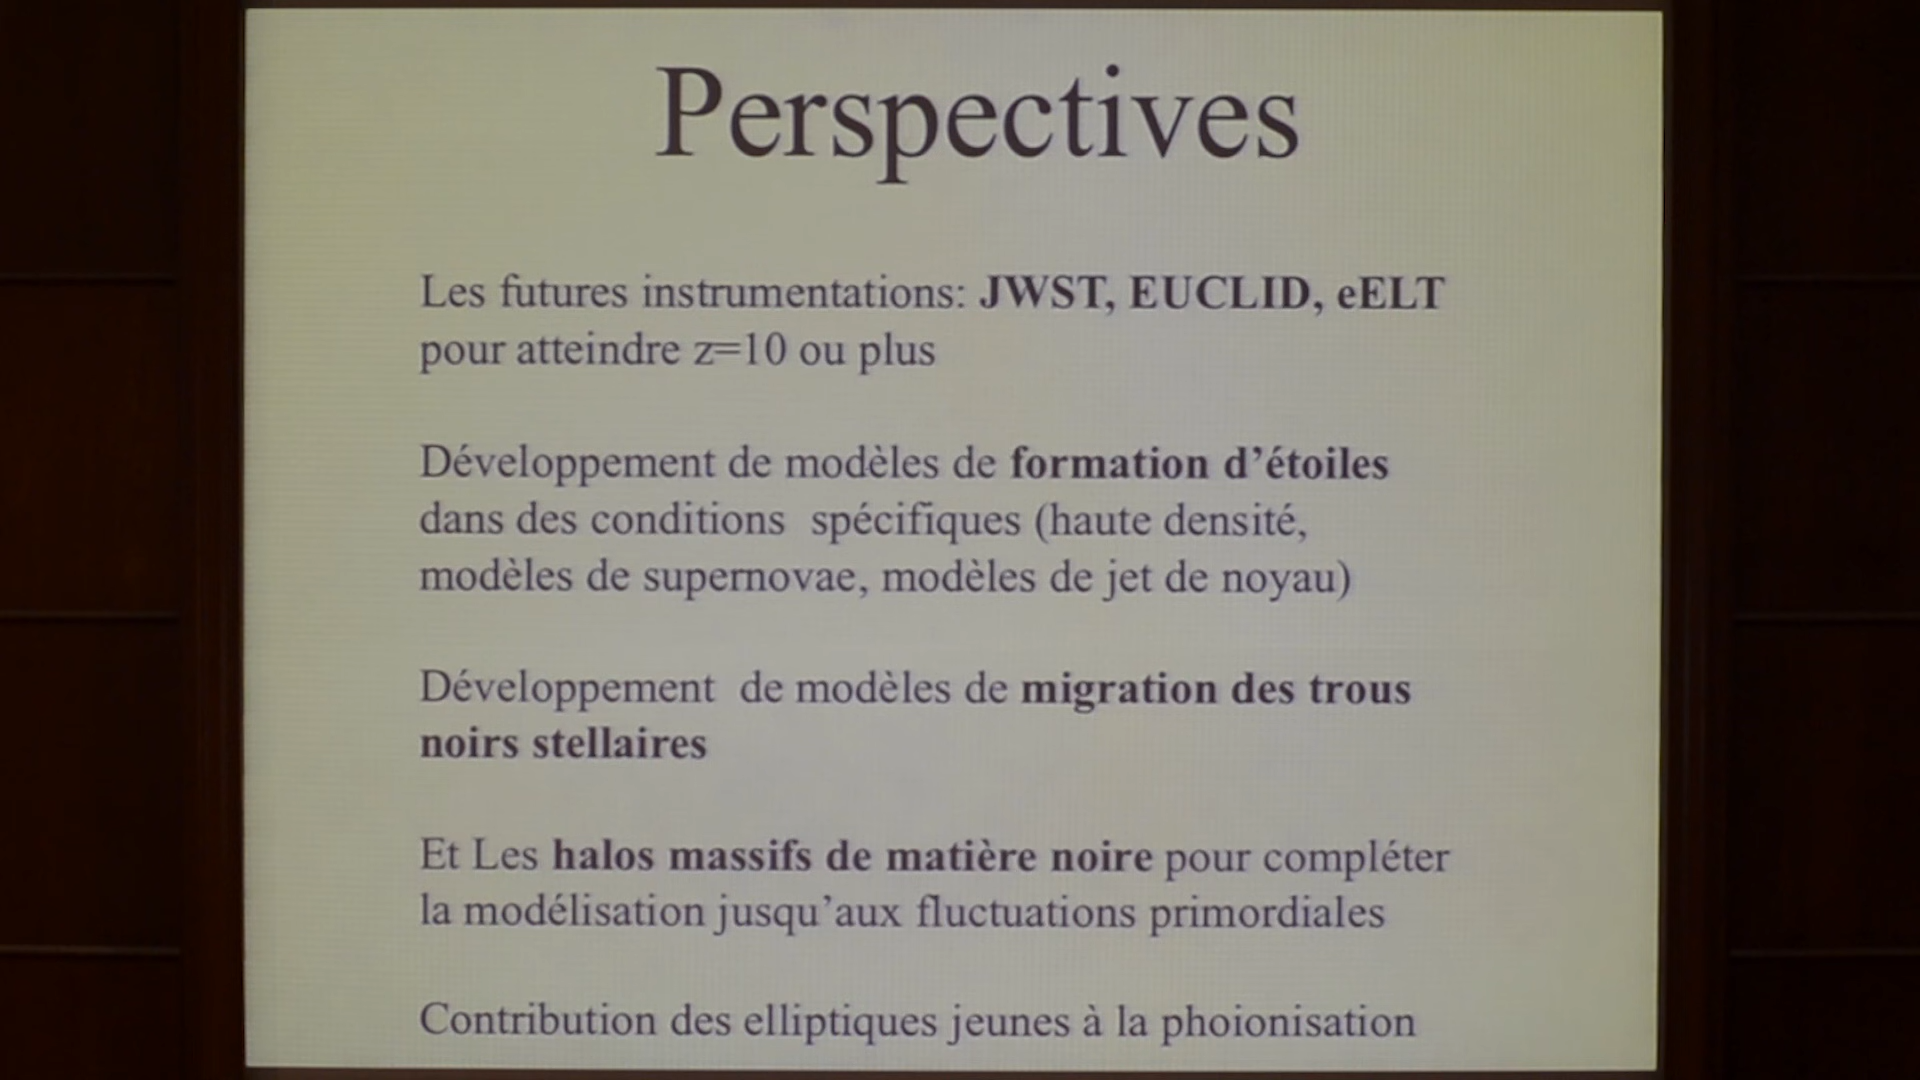 Perspectives
Les futures instrumentations: JWST, EUCLID, eELT
pour atteindre z=10 ou plus
Développement de modèles de formation d’étoiles
dans des conditions spécifiques (haute densité,
modèles de supernovae, modèles de jet de noyau)
Développement de modèles de migration des trous
noirs stellaires
Et Les halos massifs de matière noire pour compléter
la modélisation jusqu’aux fluctuations primordiales
Contribution des elliptiques jeunes à la phoionisation